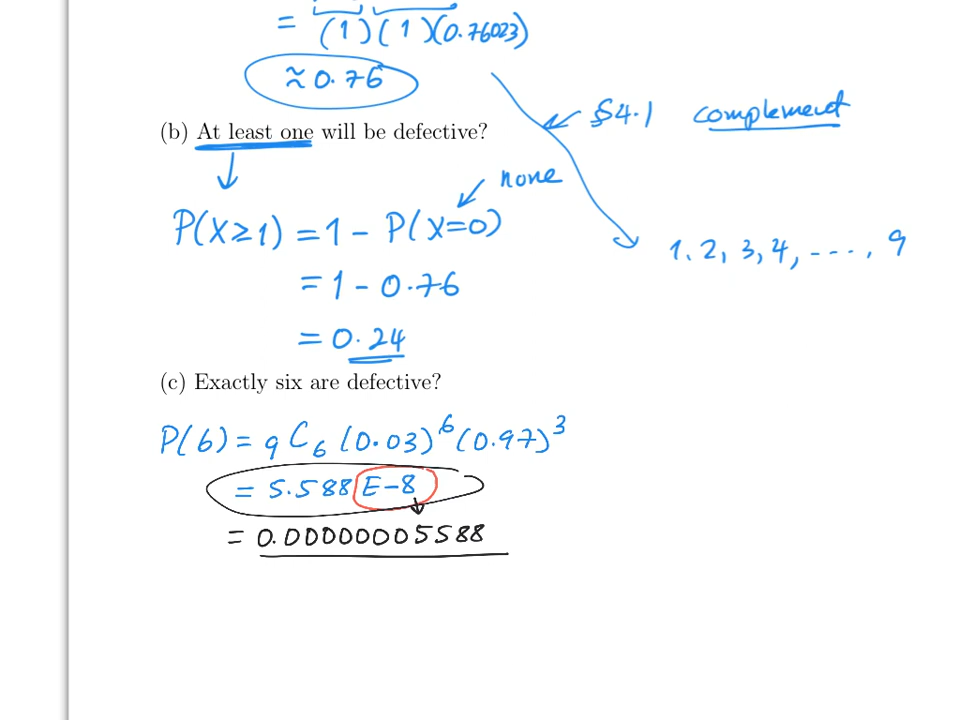 = (1)(1)(0.76023)
≈0.76
(b) At least one will be defective?
§4.1 complement
none
P(X≥1) = 1 - P(X=0)
1, 2, 3, 4, ----, 9
= 1 - 0.76
= 0.24
(c) Exactly six are defective?
P(6) = 9C6 (0.03)^6 (0.97)^3
= 5.588 E-8
= 0.00000005588